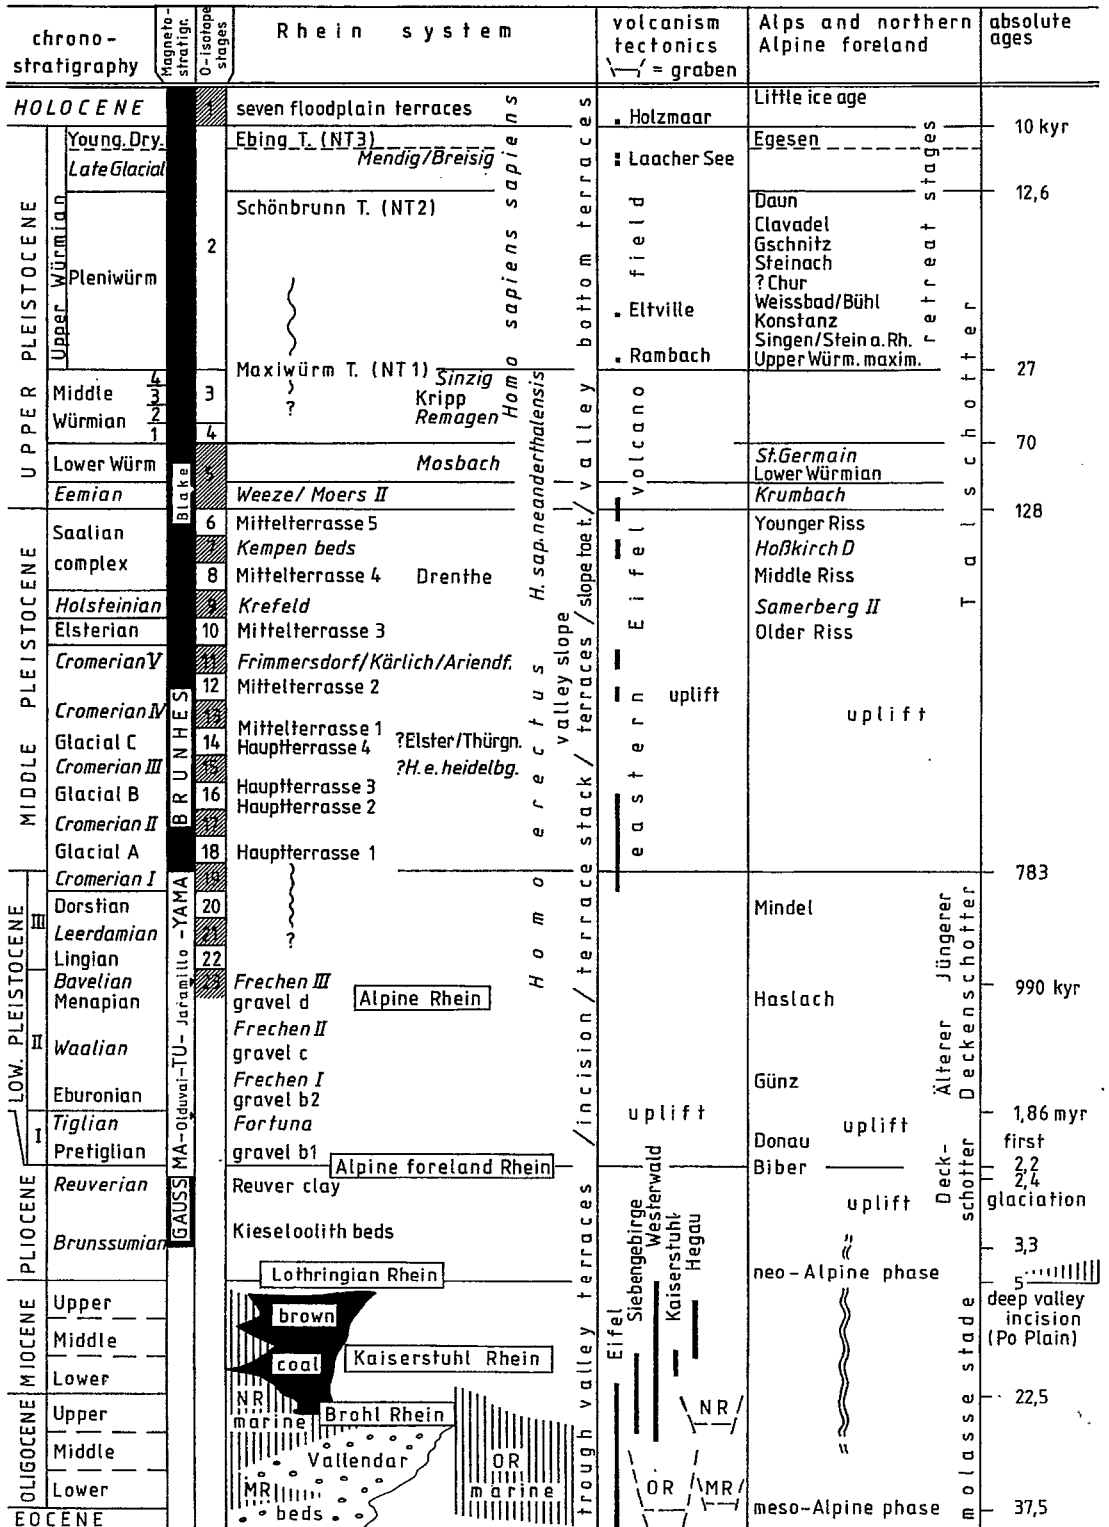 chrono-
stratigraphy
Magneto-
stratigr.
O-isotope
stages
Rhein system
volcanism
tectonics
= graben
Alps and northern
Alpine foreland
absolute
ages
HOLOCENE
UPPER PLEISTOCENE
Upper Würmian
Young. Dry.
Late Glacial
Pleniwürm
Middle
Würmian
4
3
2
1
Lower Würm
Eemian
MIDDLE PLEISTOCENE
Saalian
complex
Holsteinian
Elsterian
Cromerian V
Cromerian IV
Glacial C
Cromerian III
Glacial B
Cromerian II
Glacial A
Cromerian I
LOW. PLEISTOCENE
III
Dorstian
Leerdamian
Lingian
II
Bavelian
Menapian
Waalian
Eburonian
I
Tiglian
Pretiglian
PLIOCENE
Reuverian
Brunssumian
MIOCENE
Upper
Middle
Lower
OLIGOCENE
Upper
Middle
Lower
EOCENE
Blake
BRUNHES
GAUSS MA-Olduvai-TU-Jaramillo-YAMA
1
2
3
4
5
6
7
8
9
10
11
12
13
14
15
16
17
18
19
20
21
22
23
seven floodplain terraces
Ebing T. (NT3)
Mendig/Breisig
Schönbrunn T. (NT2)
Maxiwürm T. (NT1)
Sinzig
?
Kripp
Remagen
Mosbach
Weeze/Moers II
Mittelterrasse 5
Kempen beds
Mittelterrasse 4 Drenthe
Krefeld
Mittelterrasse 3
Frimmersdorf/Kärlich/Ariendf.
Mittelterrasse 2
Mittelterrasse 1
Hauptterrasse 4
?Elster/Thürgn.
?H.e.heidelbg.
Hauptterrasse 3
Hauptterrasse 2
Hauptterrasse 1
?
Frechen III
gravel d
Alpine Rhein
Frechen II
gravel c
Frechen I
gravel b2
Fortuna
gravel b1
Alpine foreland Rhein
Reuver clay
Kieseloolith beds
Lothringian Rhein
brown
coal
Kaiserstuhl Rhein
NR
marine
Brohl Rhein
Vallendar
MR
beds
OR
marine
Homo sapiens sapiens
H. sap. neanderthalensis
Homo erectus
valley slope
trough valley terraces /incision/terrace stack/terraces/slope toe t./valley bottom terraces
Holzmaar
Laacher See
Eltville
Rambach
eastern Eifel volcano field
uplift
uplift
Eifel
Siebengebirge
Westerwald
Kaiserstuhl
Hegau
NR
OR
MR
Little ice age
Egesen
Daun
Clavadel
Gschnitz
Steinach
?Chur
Weissbad/Bühl
Konstanz
Singen/Stein a.Rh.
Upper Würm. maxim.
retreat stages
St.Germain
Lower Würmian
Krumbach
Younger Riss
Hoßkirch D
Middle Riss
Samerberg II
Older Riss
Talschotter
uplift
Mindel
Haslach
Günz
Älterer Jüngerer
Deckenschotter
uplift
Donau
Biber
Deck-
schotter
uplift
neo-Alpine phase
meso-Alpine phase
molasse stade
10 kyr
12,6
27
70
128
783
990 kyr
1,86 myr
first
2,2
2,4
glaciation
3,3
5
deep valley
incision
(Po Plain)
22,5
37,5